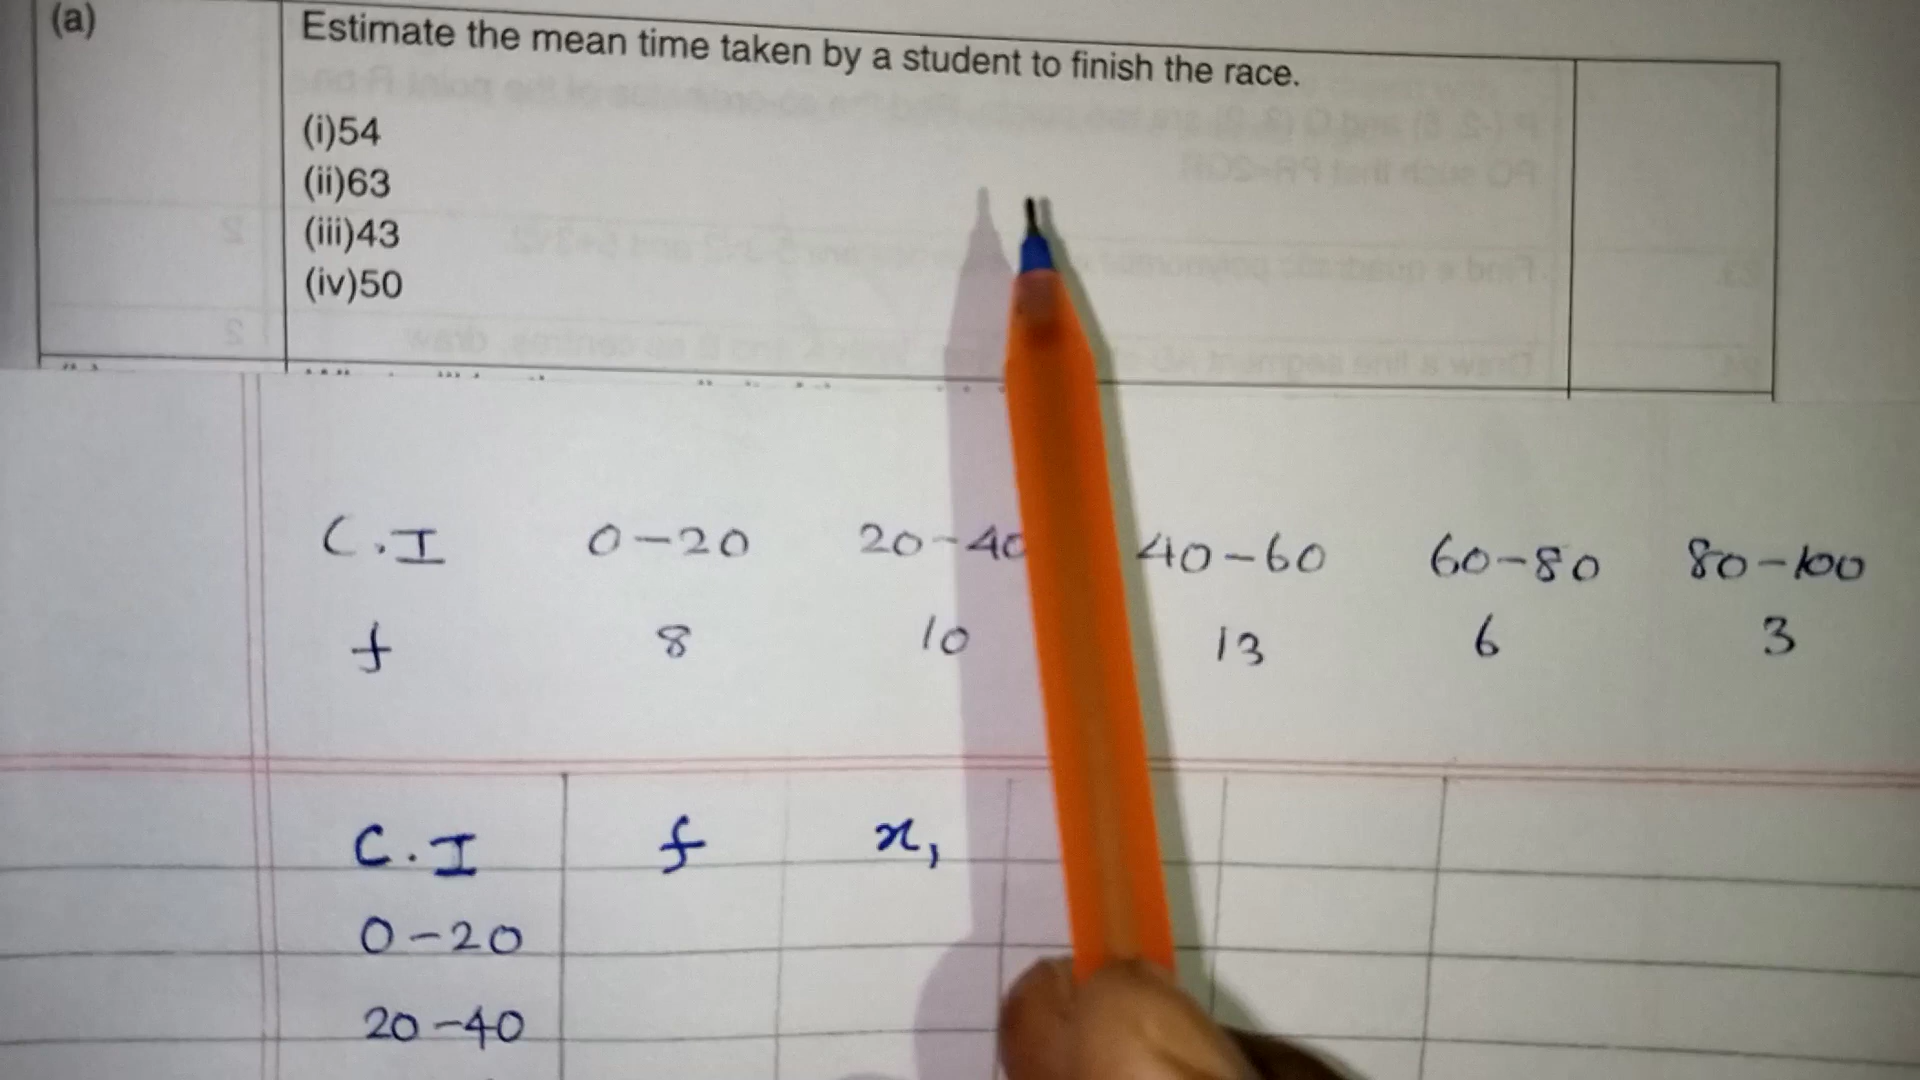 (a) Estimate the mean time taken by a student to finish the race.
(i)54
(ii)63
(iii)43
(iv)50
C.I 0-20 20-40 40-60 60-80 80-100
f 8 10 13 6 3
C.I f x,
0-20
20-40